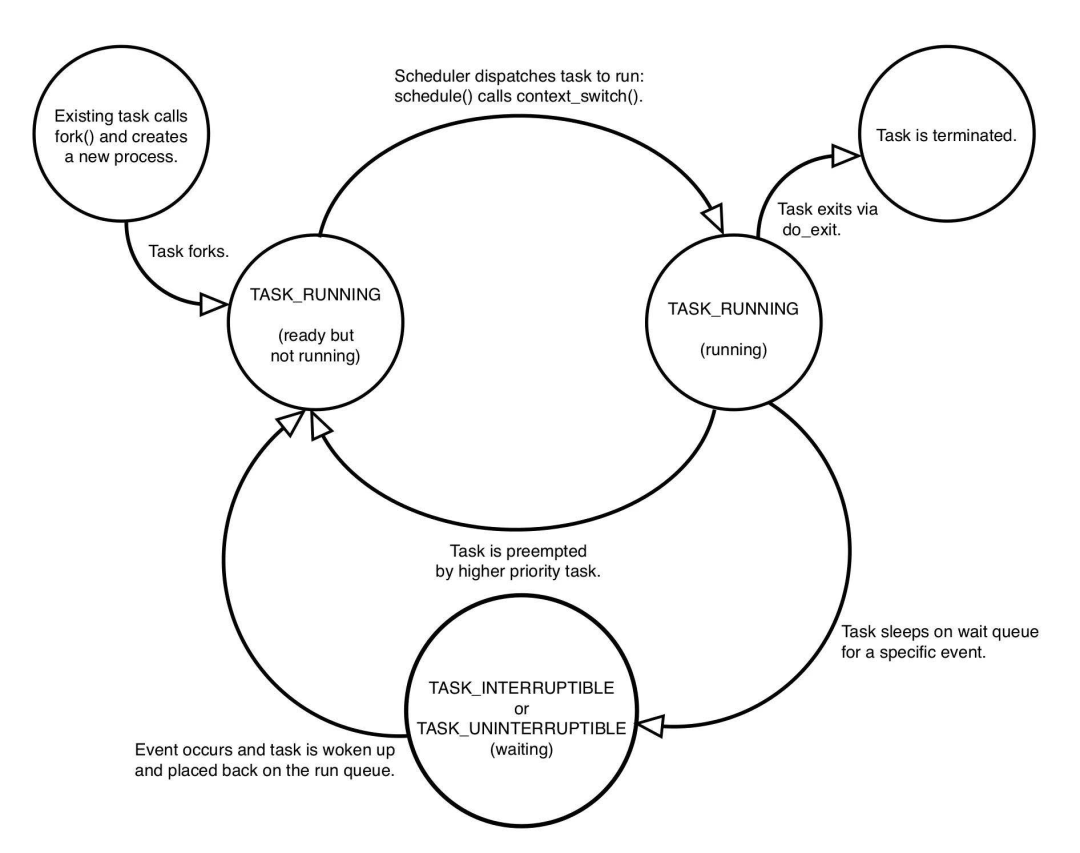 Existing task calls
fork() and creates
a new process.
Task forks.
Scheduler dispatches task to run:
schedule() calls context_switch().
Task is terminated.
Task exits via
do_exit.
TASK_RUNNING
(ready but
not running)
TASK_RUNNING
(running)
Task is preempted
by higher priority task.
Task sleeps on wait queue
for a specific event.
TASK_INTERRUPTIBLE
or
TASK_UNINTERRUPTIBLE
(waiting)
Event occurs and task is woken up
and placed back on the run queue.